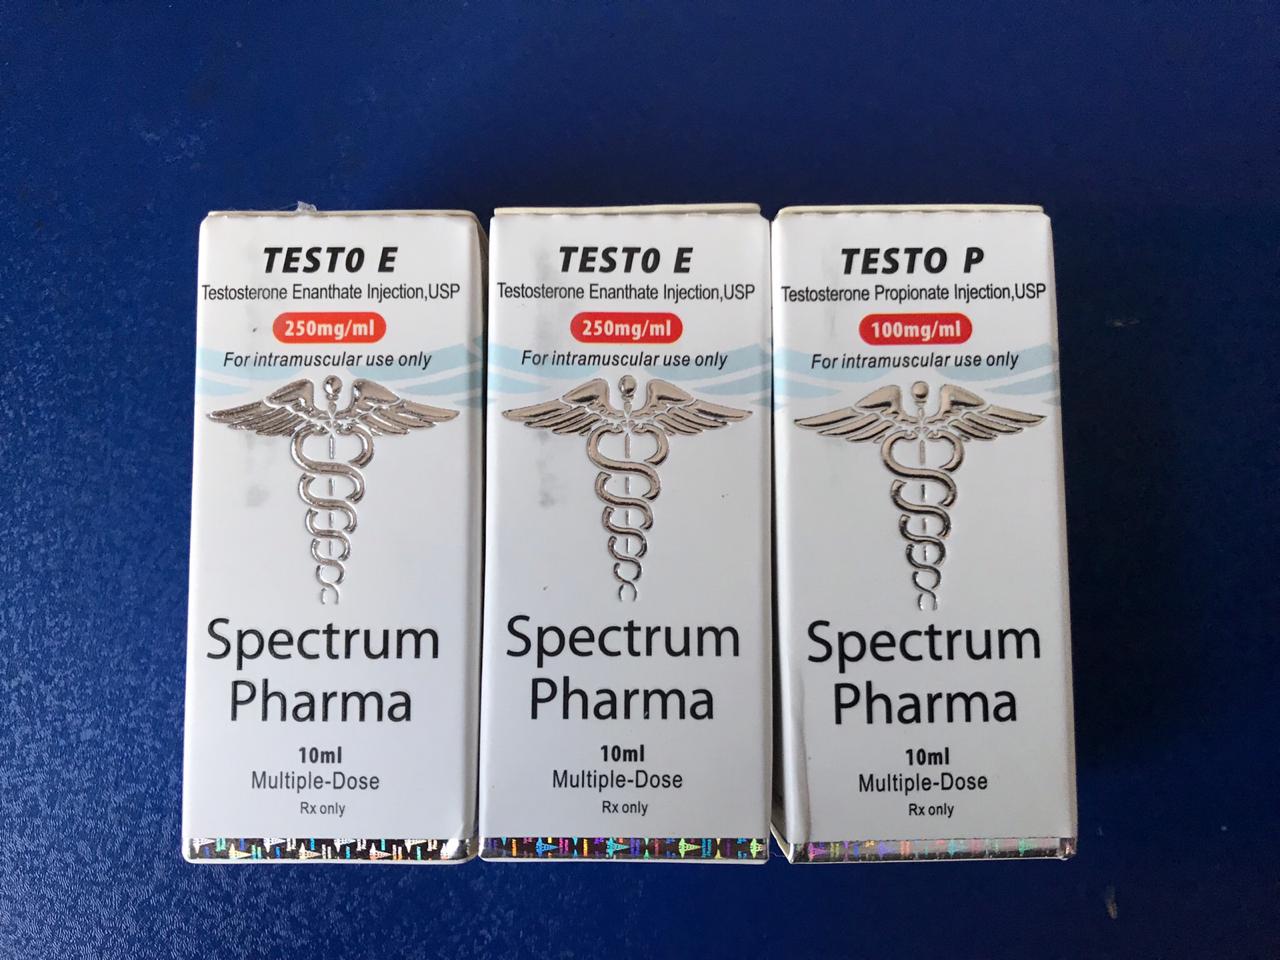 TEST0 E
Testosterone Enanthate Injection,USP
250mg/ml
For intramuscular use only
Spectrum
Pharma
10ml
Multiple-Dose
Rx only
TEST0 E
Testosterone Enanthate Injection,USP
250mg/ml
For intramuscular use only
Spectrum
Pharma
10ml
Multiple-Dose
Rx only
TESTO P
Testosterone Propionate Injection,USP
100mg/ml
For intramuscular use only
Spectrum
Pharma
10ml
Multiple-Dose
Rx only